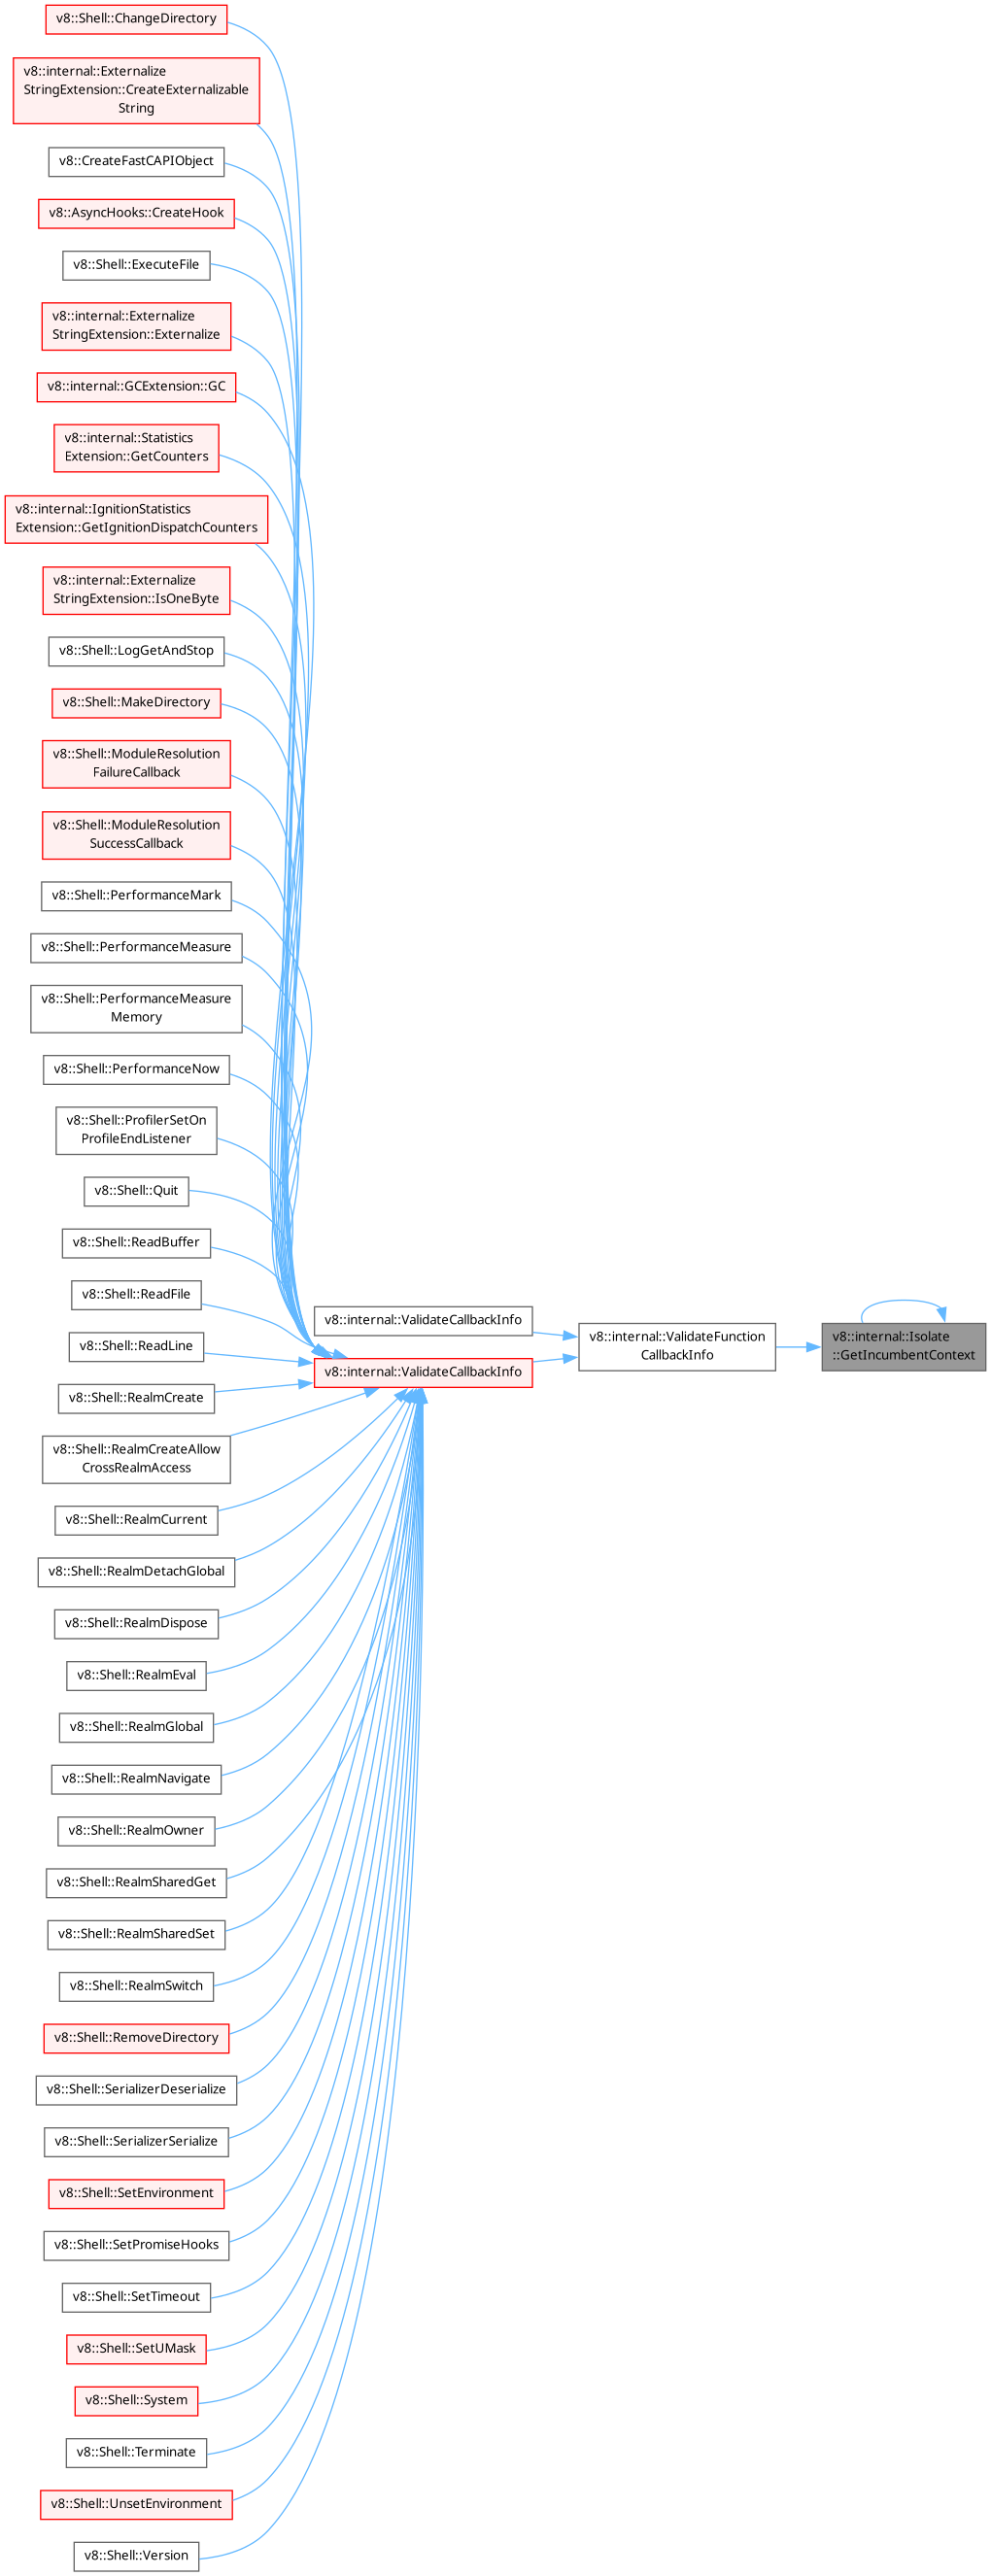 v8::Shell::ChangeDirectory
v8::internal::Externalize
StringExtension::CreateExternalizable
String
v8::CreateFastCAPIObject
v8::AsyncHooks::CreateHook
v8::Shell::ExecuteFile
v8::internal::Externalize
StringExtension::Externalize
v8::internal::GCExtension::GC
v8::internal::Statistics
Extension::GetCounters
v8::internal::IgnitionStatistics
Extension::GetIgnitionDispatchCounters
v8::internal::Externalize
StringExtension::IsOneByte
v8::Shell::LogGetAndStop
v8::Shell::MakeDirectory
v8::Shell::ModuleResolution
FailureCallback
v8::Shell::ModuleResolution
SuccessCallback
v8::Shell::PerformanceMark
v8::Shell::PerformanceMeasure
v8::Shell::PerformanceMeasure
Memory
v8::Shell::PerformanceNow
v8::Shell::ProfilerSetOn
ProfileEndListener
v8::Shell::Quit
v8::Shell::ReadBuffer
v8::Shell::ReadFile
v8::Shell::ReadLine
v8::Shell::RealmCreate
v8::Shell::RealmCreateAllow
CrossRealmAccess
v8::Shell::RealmCurrent
v8::Shell::RealmDetachGlobal
v8::Shell::RealmDispose
v8::Shell::RealmEval
v8::Shell::RealmGlobal
v8::Shell::RealmNavigate
v8::Shell::RealmOwner
v8::Shell::RealmSharedGet
v8::Shell::RealmSharedSet
v8::Shell::RealmSwitch
v8::Shell::RemoveDirectory
v8::Shell::SerializerDeserialize
v8::Shell::SerializerSerialize
v8::Shell::SetEnvironment
v8::Shell::SetPromiseHooks
v8::Shell::SetTimeout
v8::Shell::SetUMask
v8::Shell::System
v8::Shell::Terminate
v8::Shell::UnsetEnvironment
v8::Shell::Version
v8::internal::ValidateCallbackInfo
v8::internal::ValidateCallbackInfo
v8::internal::ValidateFunction
CallbackInfo
v8::internal::Isolate
::GetIncumbentContext